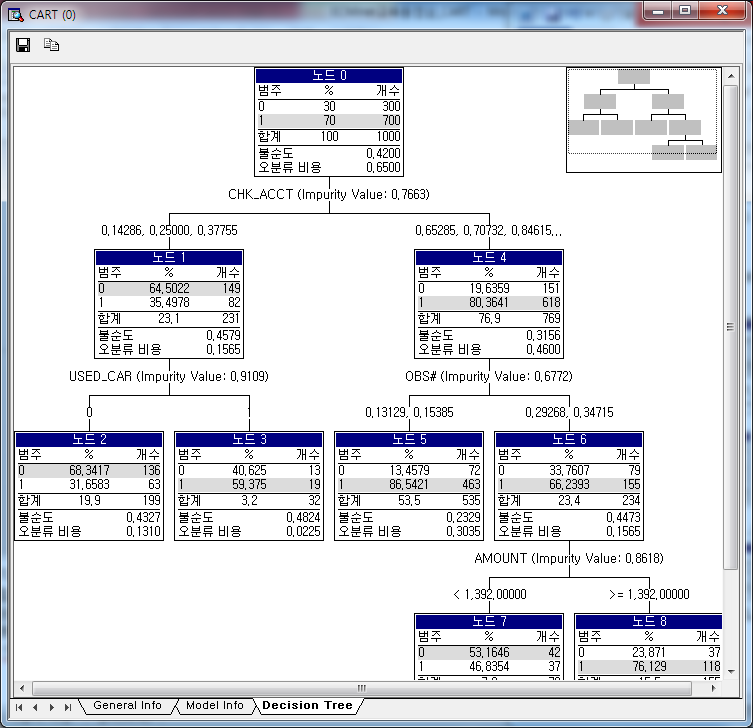 CART (0)
노드 0
범주 % 개수
0 30 300
1 70 700
합계 100 1000
불순도 0,4200
오분류 비용 0,6500
CHK_ACCT (Impurity Value: 0,7663)
0,14286, 0,25000, 0,37755
0,65285, 0,70732, 0,84615,,,
노드 1
범주 % 개수
0 64,5022 149
1 35,4978 82
합계 23,1 231
불순도 0,4579
오분류 비용 0,1565
노드 4
범주 % 개수
0 19,6359 151
1 80,3641 618
합계 76,9 769
불순도 0,3156
오분류 비용 0,4600
USED_CAR (Impurity Value: 0,9109)
OBS# (Impurity Value: 0,6772)
0
1
0,13129, 0,15385
0,29268, 0,34715
노드 2
범주 % 개수
0 68,3417 136
1 31,6583 63
합계 19,9 199
불순도 0,4327
오분류 비용 0,1310
노드 3
범주 % 개수
0 40,625 13
1 59,375 19
합계 3,2 32
불순도 0,4824
오분류 비용 0,0225
노드 5
범주 % 개수
0 13,4579 72
1 86,5421 463
합계 53,5 535
불순도 0,2329
오분류 비용 0,3035
노드 6
범주 % 개수
0 33,7607 79
1 66,2393 155
합계 23,4 234
불순도 0,4473
오분류 비용 0,1565
AMOUNT (Impurity Value: 0,8618)
< 1,392,00000
>= 1,392,00000
노드 7
범주 % 개수
0 53,1646 42
1 46,8354 37
노드 8
범주 % 개수
0 23,871 37
1 76,129 118
General Info
Model Info
Decision Tree